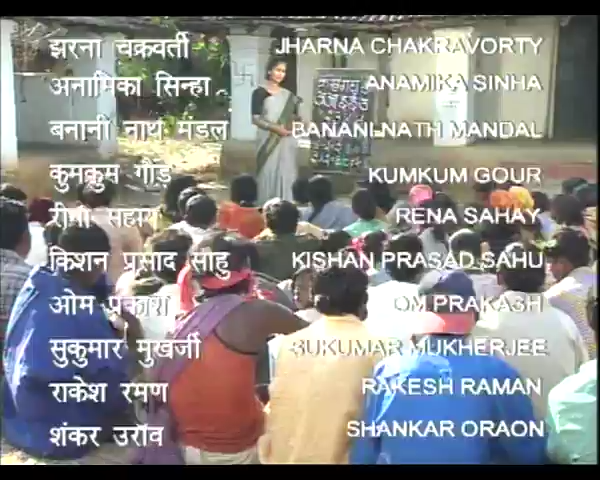 झरना चक्रवर्ती JHARNA CHAKRAVORTY
अनामिका सिन्हा ANAMIKA SINHA
बनानी नाथ मंडल BANANI NATH MANDAL
कुमकुम गौड़ KUMKUM GOUR
रीना सहाय RENA SAHAY
किशन प्रसाद साहु KISHAN PRASAD SAHU
ओम प्रकाश OM PRAKASH
सुकुमार मुखर्जी SUKUMAR MUKHERJEE
राकेश रमण RAKESH RAMAN
शंकर उराँव SHANKAR ORAON